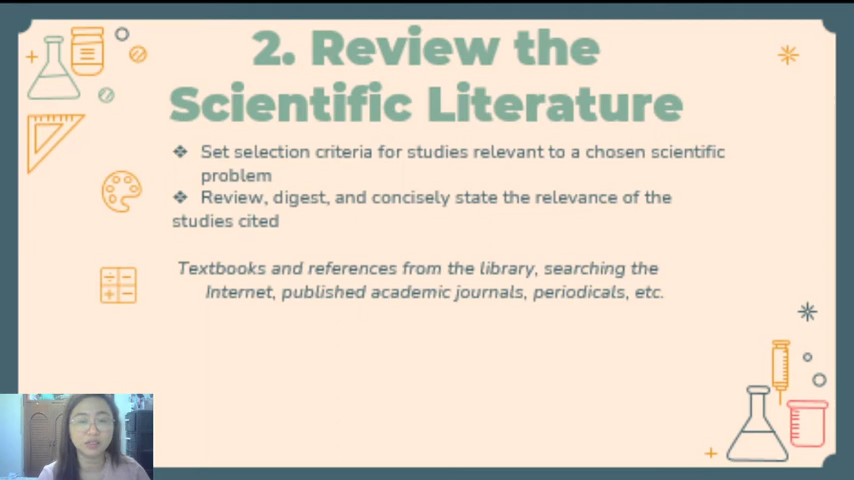 2. Review the
Scientific Literature
❖ Set selection criteria for studies relevant to a chosen scientific
problem
❖ Review, digest, and concisely state the relevance of the
studies cited
Textbooks and references from the library, searching the
Internet, published academic journals, periodicals, etc.